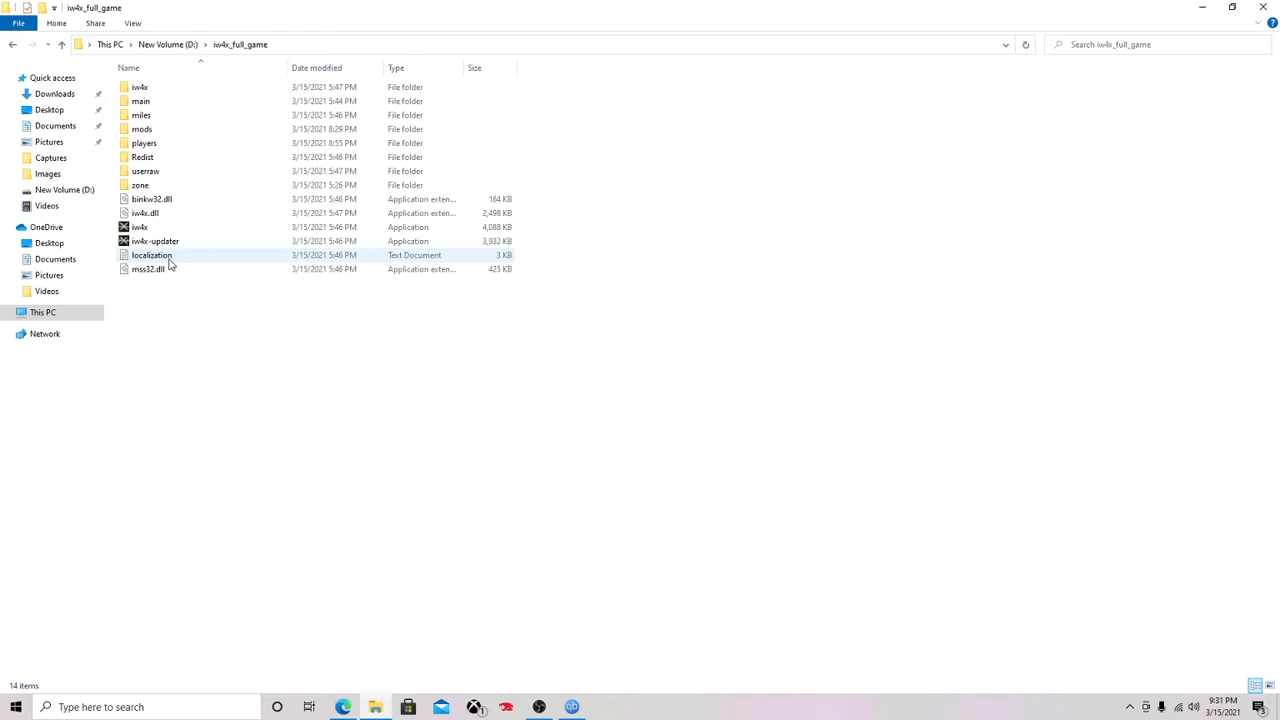 iw4x_full_game
File Home Share View
This PC New Volume (D:) iw4x_full_game Search iw4x_full_game
Name Date modified Type Size
Quick access
Downloads
Desktop
Documents
Pictures
Captures
Images
New Volume (D:)
Videos
OneDrive
Desktop
Documents
Pictures
Videos
This PC
Network
iw4x 3/15/2021 5:47 PM File folder
main 3/15/2021 5:44 PM File folder
miles 3/15/2021 5:46 PM File folder
mods 3/15/2021 8:29 PM File folder
players 3/15/2021 8:55 PM File folder
Redist 3/15/2021 5:46 PM File folder
userraw 3/15/2021 5:47 PM File folder
zone 3/15/2021 5:26 PM File folder
binkw32.dll 3/15/2021 5:46 PM Application exten... 164 KB
iw4x.dll 3/15/2021 5:47 PM Application exten... 2,498 KB
iw4x 3/15/2021 5:46 PM Application 4,088 KB
iw4x-updater 3/15/2021 5:46 PM Application 3,932 KB
localization 3/15/2021 5:46 PM Text Document 3 KB
mss32.dll 3/15/2021 5:46 PM Application exten... 425 KB
14 items
Type here to search
9:31 PM
3/15/2021